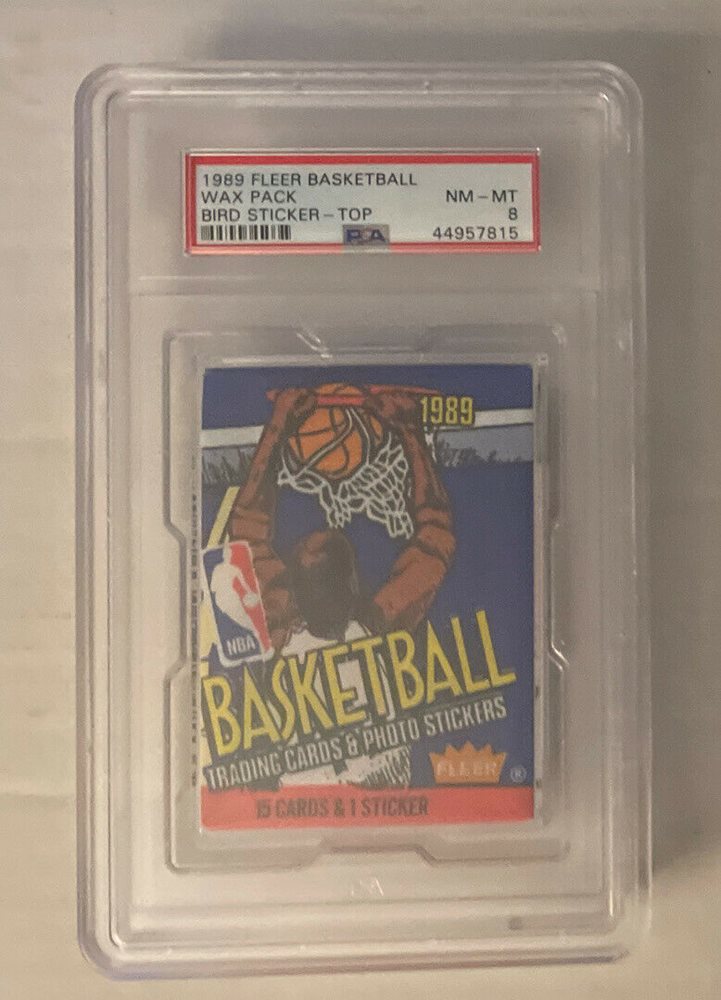 1989 FLEER BASKETBALL
WAX PACK NM - MT
BIRD STICKER - TOP 8
PSA 44957815
1989
NBA
BASKETBALL
TRADING CARDS & PHOTO STICKERS
FLEER ®
15 CARDS & 1 STICKER